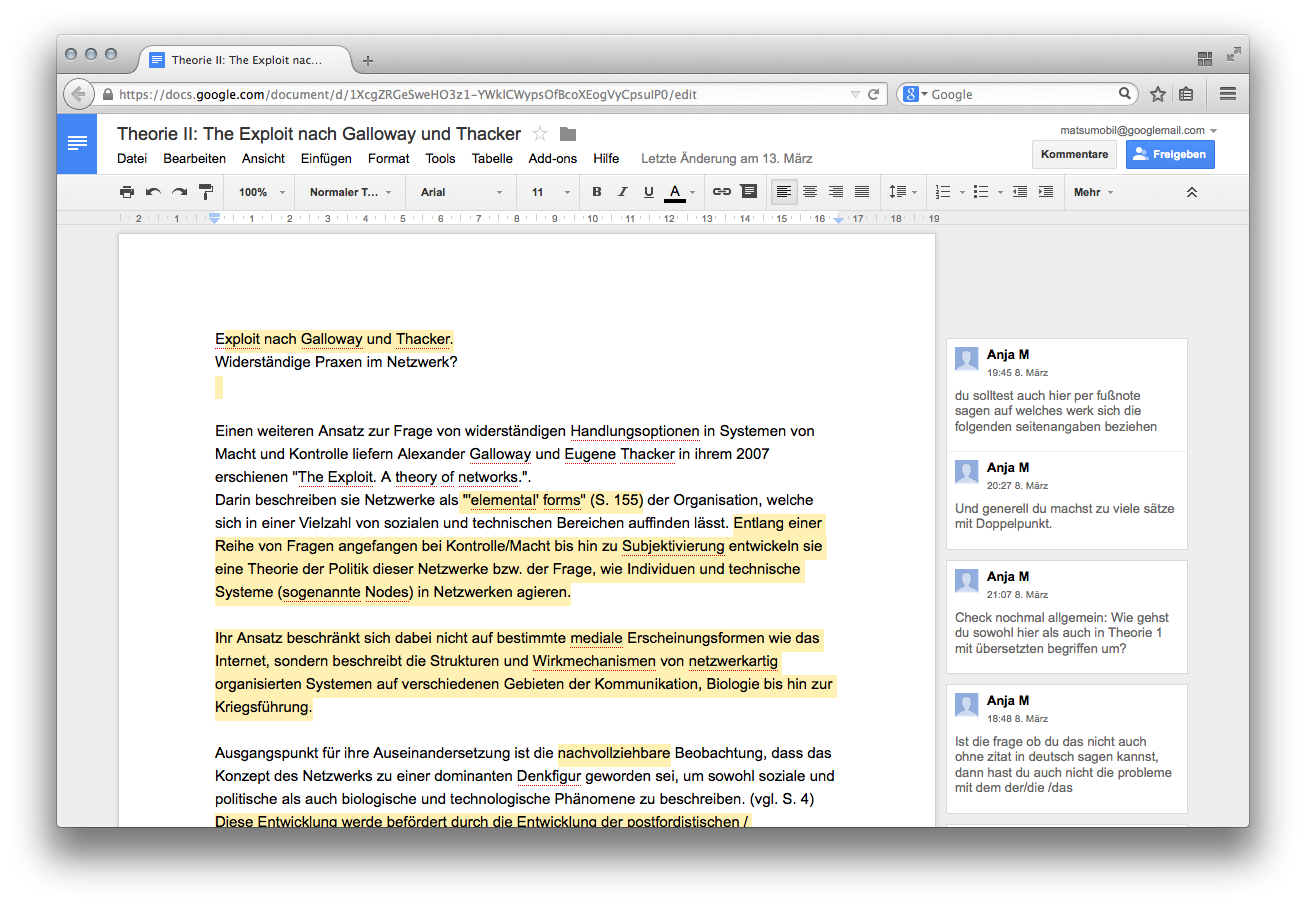 Theorie II: The Exploit nac...
https://docs.google.com/document/d/1XcgZRGeSweHO3z1-YWklCWypsOfBcoXEogVyCpsuIP0/edit
Google
Theorie II: The Exploit nach Galloway und Thacker
matsumobil@googlemail.com
Datei Bearbeiten Ansicht Einfügen Format Tools Tabelle Add-ons Hilfe Letzte Änderung am 13. März
Kommentare Freigeben
100% Normaler T... Arial 11 B I U A Mehr
2 1 1 2 3 4 5 6 7 8 9 10 11 12 13 14 15 16 17 18 19
Exploit nach Galloway und Thacker.
Widerständige Praxen im Netzwerk?
Einen weiteren Ansatz zur Frage von widerständigen Handlungsoptionen in Systemen von
Macht und Kontrolle liefern Alexander Galloway und Eugene Thacker in ihrem 2007
erschienen "The Exploit. A theory of networks.".
Darin beschreiben sie Netzwerke als "'elemental' forms" (S. 155) der Organisation, welche
sich in einer Vielzahl von sozialen und technischen Bereichen auffinden lässt. Entlang einer
Reihe von Fragen angefangen bei Kontrolle/Macht bis hin zu Subjektivierung entwickeln sie
eine Theorie der Politik dieser Netzwerke bzw. der Frage, wie Individuen und technische
Systeme (sogenannte Nodes) in Netzwerken agieren.
Ihr Ansatz beschränkt sich dabei nicht auf bestimmte mediale Erscheinungsformen wie das
Internet, sondern beschreibt die Strukturen und Wirkmechanismen von netzwerkartig
organisierten Systemen auf verschiedenen Gebieten der Kommunikation, Biologie bis hin zur
Kriegsführung.
Ausgangspunkt für ihre Auseinandersetzung ist die nachvollziehbare Beobachtung, dass das
Konzept des Netzwerks zu einer dominanten Denkfigur geworden sei, um sowohl soziale und
politische als auch biologische und technologische Phänomene zu beschreiben. (vgl. S. 4)
Diese Entwicklung werde befördert durch die Entwicklung der postfordistischen /
Anja M
19:45 8. März
du solltest auch hier per fußnote
sagen auf welches werk sich die
folgenden seitenangaben beziehen
Anja M
20:27 8. März
Und generell du machst zu viele sätze
mit Doppelpunkt.
Anja M
21:07 8. März
Check nochmal allgemein: Wie gehst
du sowohl hier als auch in Theorie 1
mit übersetzten begriffen um?
Anja M
18:48 8. März
Ist die frage ob du das nicht auch
ohne zitat in deutsch sagen kannst,
dann hast du auch nicht die probleme
mit dem der/die /das